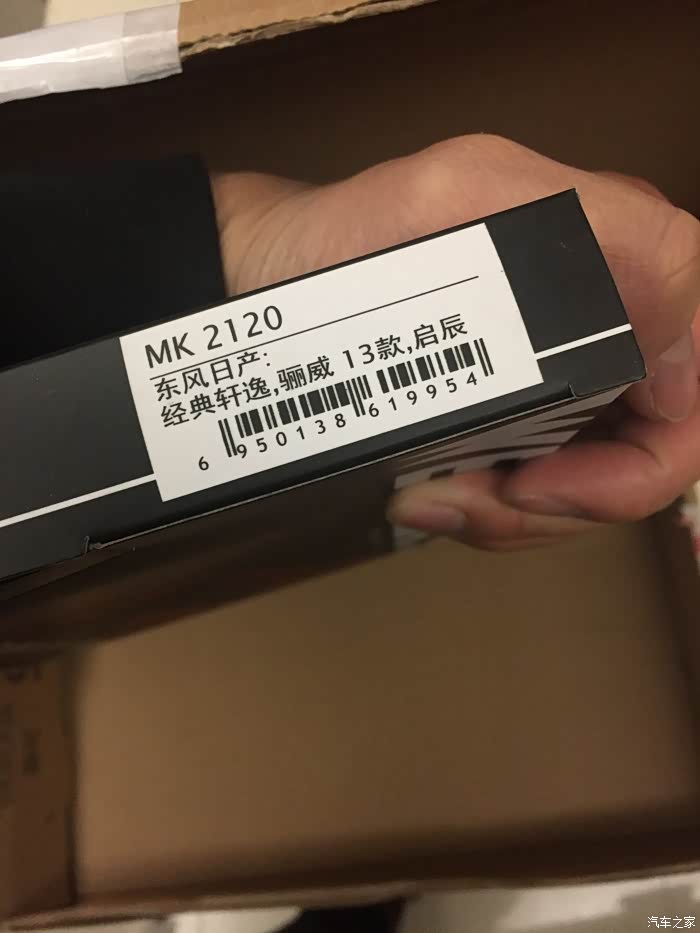 MK 2120
东风日产:
经典轩逸,骊威 13款,启辰
6 950138 619954
汽车之家